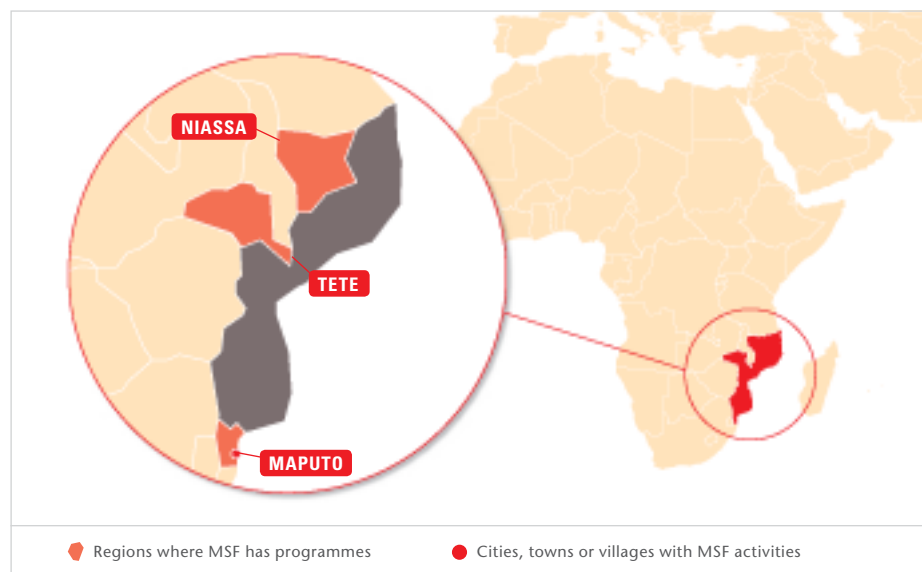 NIASSA
TETE
MAPUTO
Regions where MSF has programmes
Cities, towns or villages with MSF activities